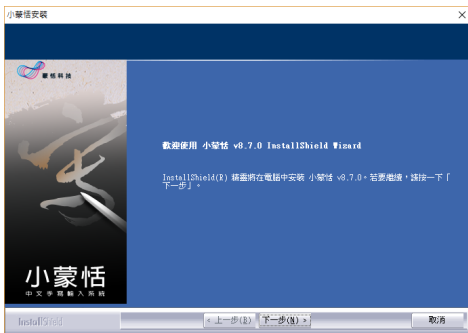 小蒙恬安裝
蒙恬科技
歡迎使用 小蒙恬 v8.7.0 InstallShield Wizard
InstallShield(R) 精靈將在電腦中安裝 小蒙恬 v8.7.0。若要繼續，請按一下「
下一步」。
小蒙恬
中文手寫輸入系統
InstallShield
< 上一步(B)
下一步(N) >
取消